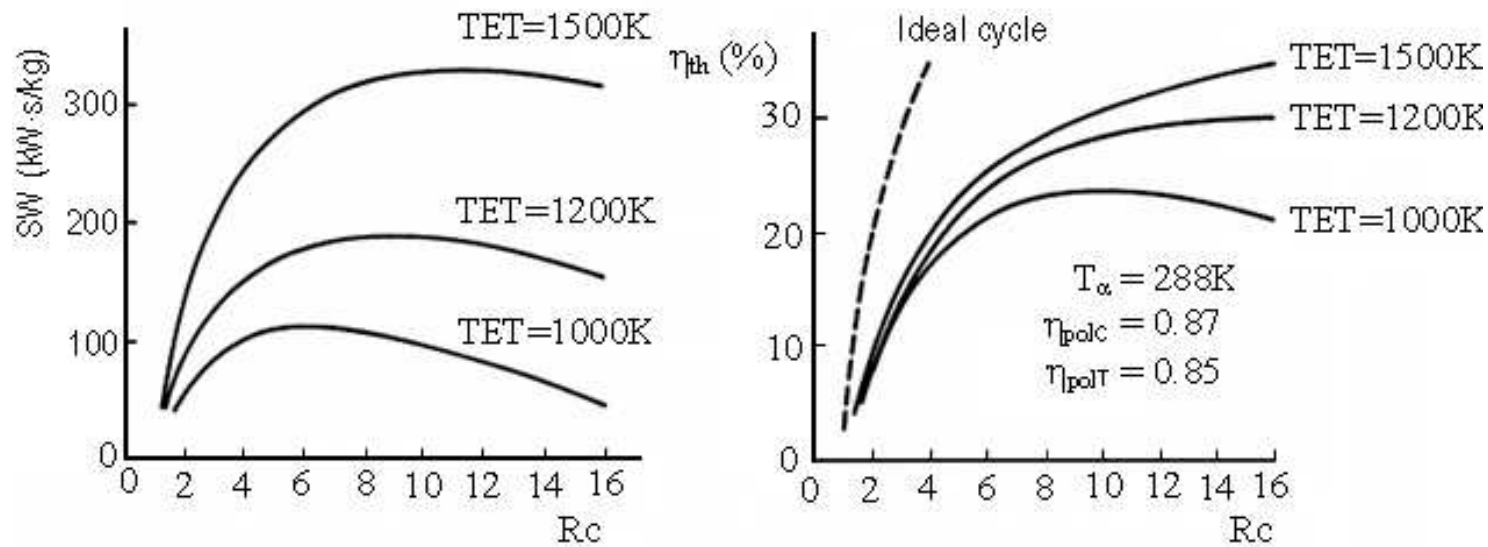 SW (kW·s/kg)
300
200
100
0
TET=1500K
TET=1200K
TET=1000K
0 2 4 6 8 10 12 14 16
Rc
ηth (%)
30
20
10
0
Ideal cycle
TET=1500K
TET=1200K
TET=1000K
Tα = 288K
ηpolC = 0.87
ηpolT = 0.85
0 2 4 6 8 10 12 14 16
Rc